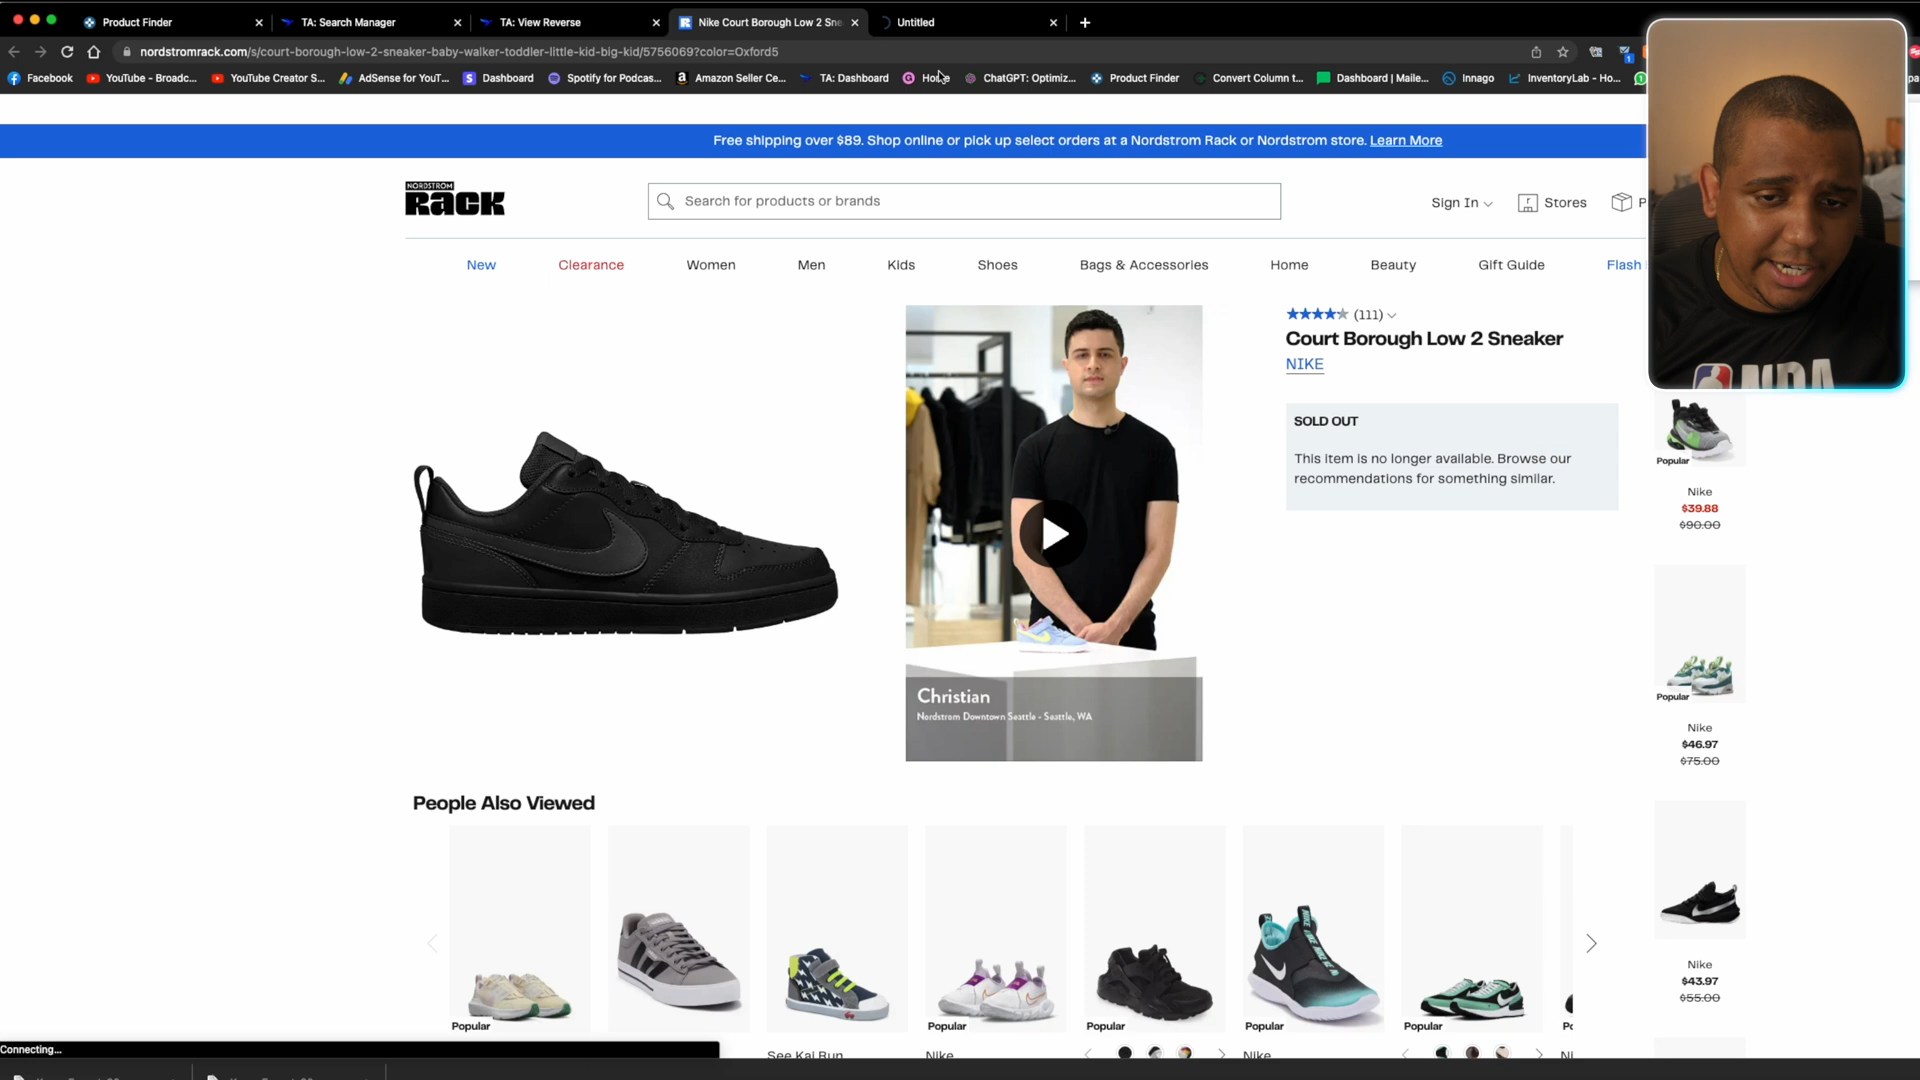 Product Finder
TA: Search Manager
TA: View Reverse
Nike Court Borough Low 2 Sne
Untitled
nordstromrack.com/s/court-borough-low-2-sneaker-baby-walker-toddler-little-kid-big-kid/5756069?color=Oxford5
Facebook
YouTube - Broadc...
YouTube Creator S...
AdSense for YouT...
Dashboard
Spotify for Podcas...
Amazon Seller Ce...
TA: Dashboard
Home
ChatGPT: Optimiz...
Product Finder
Convert Column t...
Dashboard | Maile...
Innago
InventoryLab - Ho...
Free shipping over $89. Shop online or pick up select orders at a Nordstrom Rack or Nordstrom store. Learn More
NORDSTROM
RACK
Search for products or brands
Sign In
Stores
P
New
Clearance
Women
Men
Kids
Shoes
Bags & Accessories
Home
Beauty
Gift Guide
Flash
NBA
(111)
Court Borough Low 2 Sneaker
NIKE
SOLD OUT
This item is no longer available. Browse our
recommendations for something similar.
Christian
Nordstrom Downtown Seattle - Seattle, WA
Popular
Nike
$39.88
$90.00
Popular
Nike
$46.97
$75.00
Nike
$43.97
$55.00
People Also Viewed
Popular
Popular
Popular
Popular
Popular
See Kai Run
Nike
Nike
Connecting...